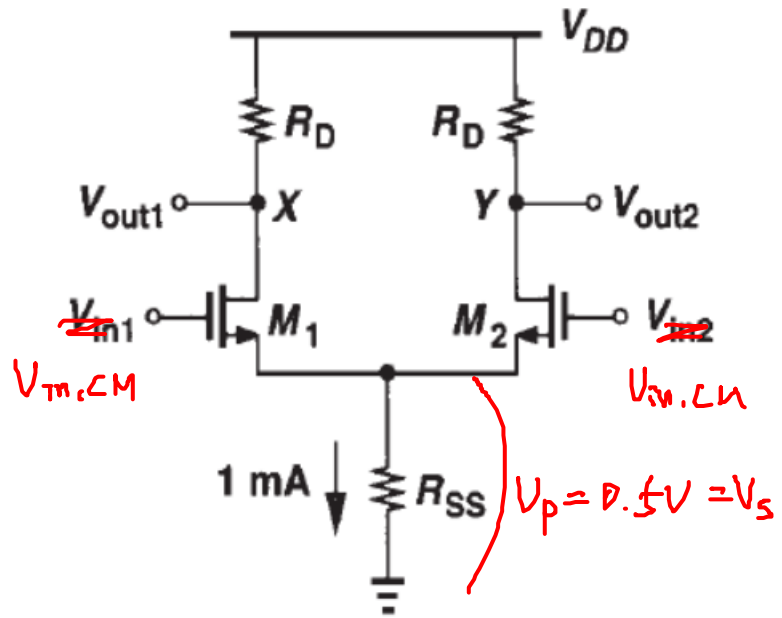 V_DD
R_D R_D
V_out1 X Y V_out2
V_in1 M_1 M_2 V_in2
V_in,CM V_in,CM
1 mA R_SS V_p = 0.5V = V_s